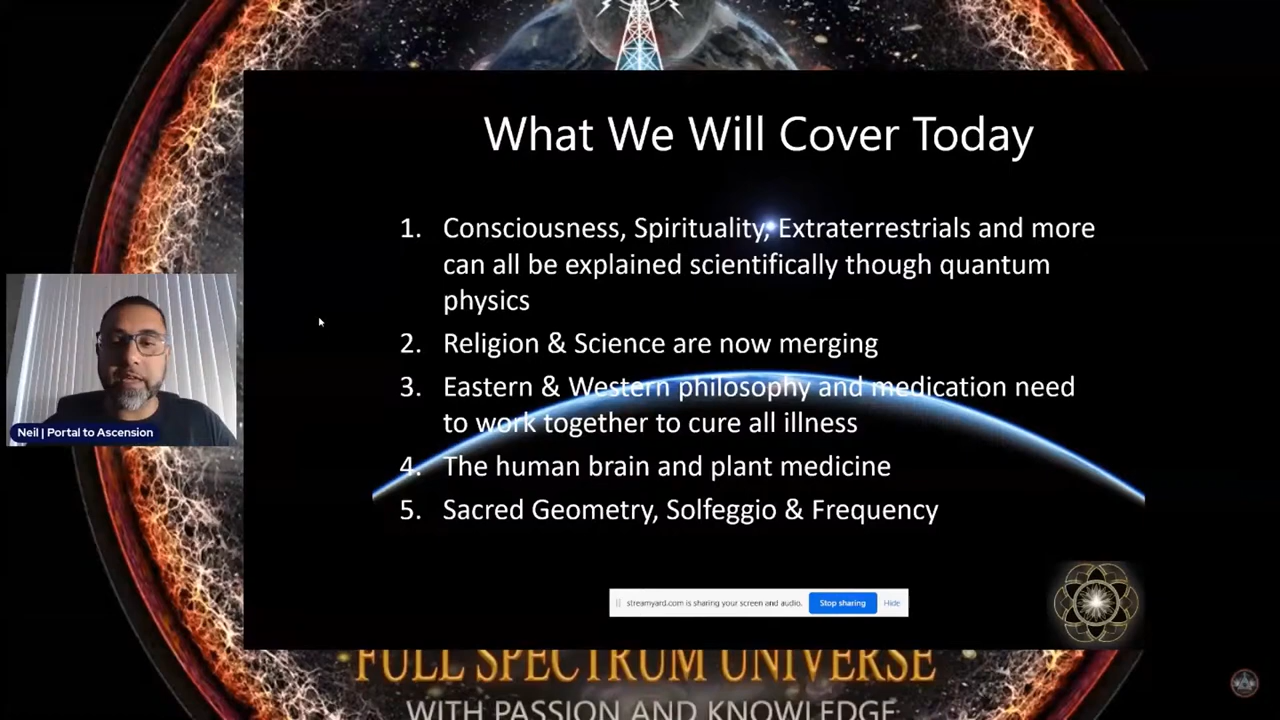 What We Will Cover Today
1. Consciousness, Spirituality, Extraterrestrials and more
can all be explained scientifically though quantum
physics
2. Religion & Science are now merging
3. Eastern & Western philosophy and medication need
to work together to cure all illness
4. The human brain and plant medicine
5. Sacred Geometry, Solfeggio & Frequency
Neil | Portal to Ascension
streamyard.com is sharing your screen and audio. Stop sharing Hide
FULL SPECTRUM UNIVERSE
WITH PASSION AND KNOWLEDGE